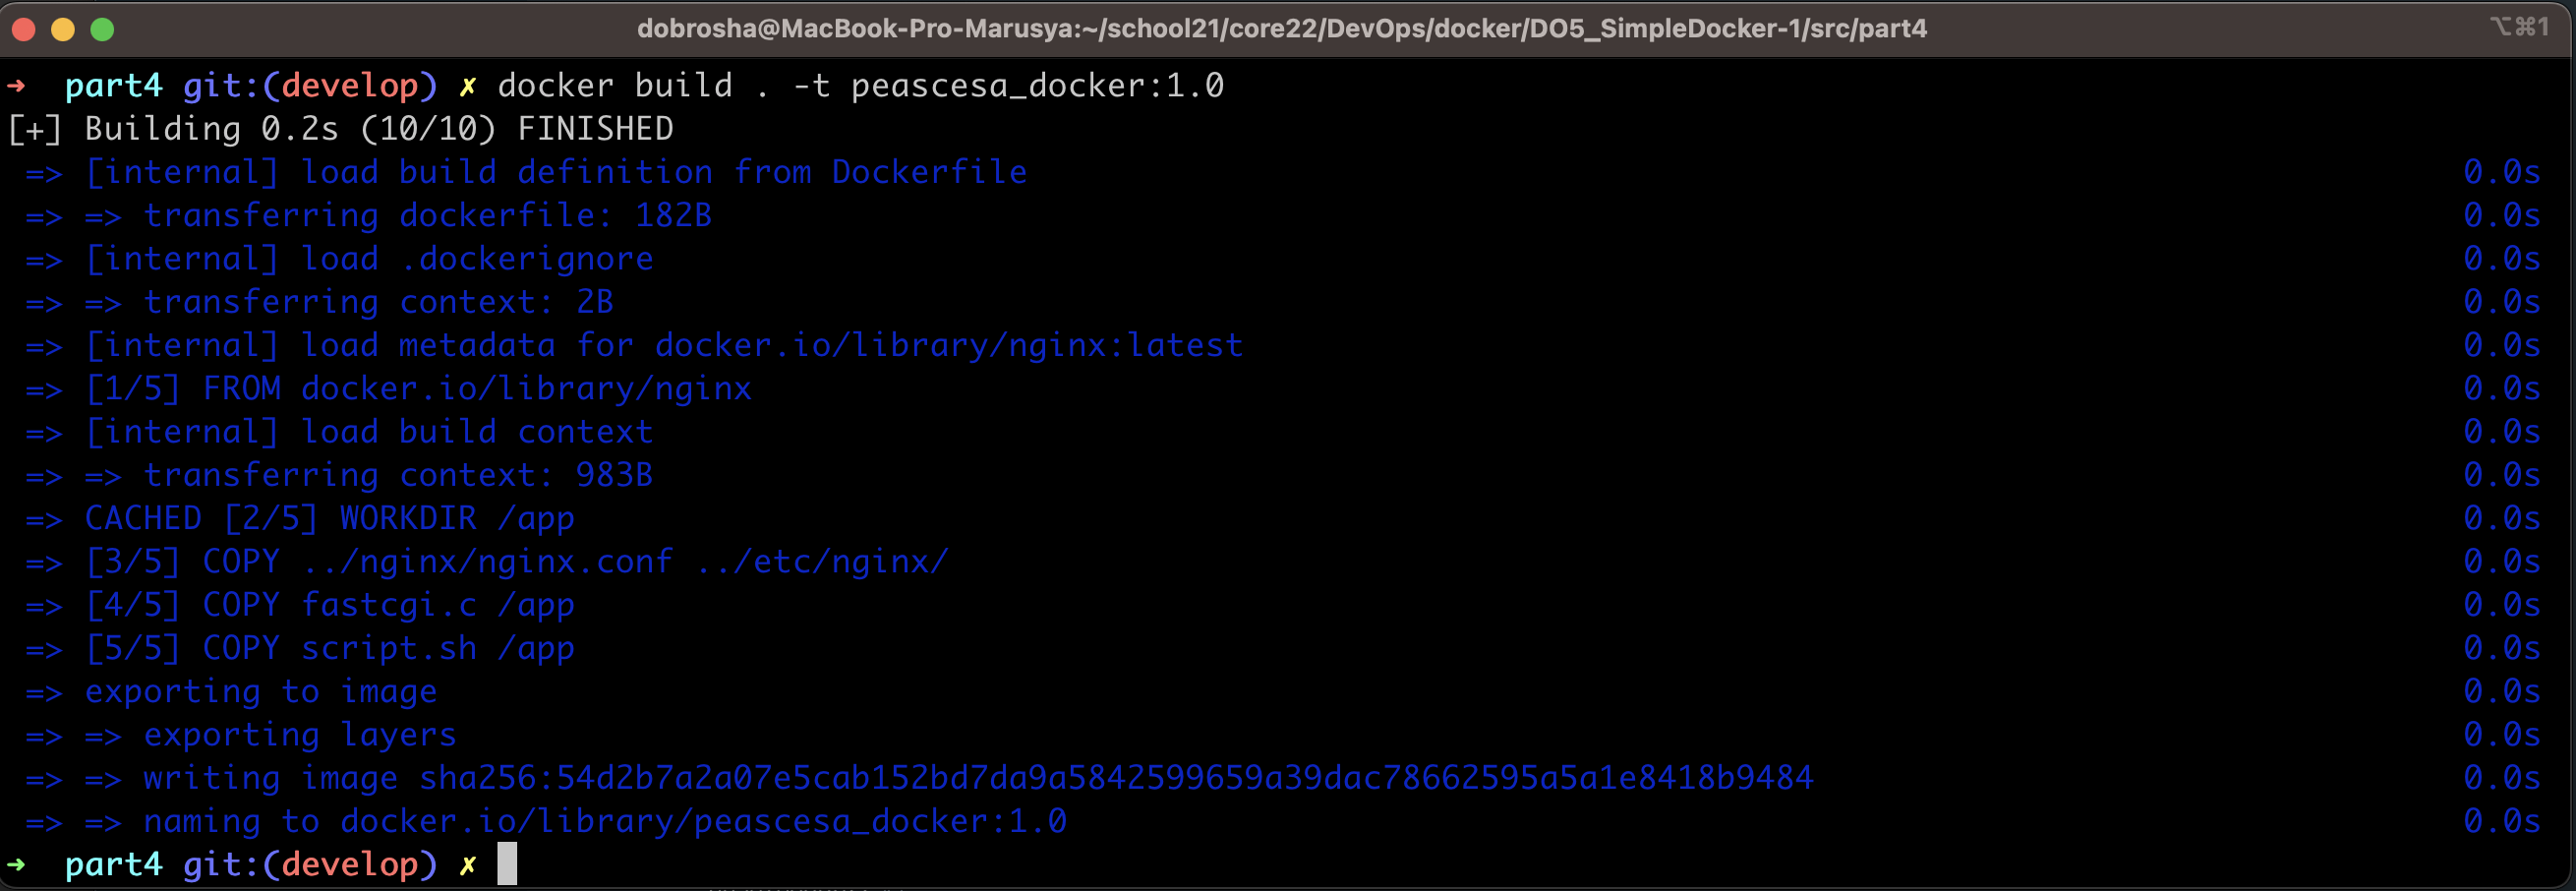 dobrosha@MacBook-Pro-Marusya:~/school21/core22/DevOps/docker/DO5_SimpleDocker-1/src/part4 ⌥⌘1
➜ part4 git:(develop) ✗ docker build . -t peascesa_docker:1.0
[+] Building 0.2s (10/10) FINISHED
=> [internal] load build definition from Dockerfile 0.0s
=> => transferring dockerfile: 182B 0.0s
=> [internal] load .dockerignore 0.0s
=> => transferring context: 2B 0.0s
=> [internal] load metadata for docker.io/library/nginx:latest 0.0s
=> [1/5] FROM docker.io/library/nginx 0.0s
=> [internal] load build context 0.0s
=> => transferring context: 983B 0.0s
=> CACHED [2/5] WORKDIR /app 0.0s
=> [3/5] COPY ../nginx/nginx.conf ../etc/nginx/ 0.0s
=> [4/5] COPY fastcgi.c /app 0.0s
=> [5/5] COPY script.sh /app 0.0s
=> exporting to image 0.0s
=> => exporting layers 0.0s
=> => writing image sha256:54d2b7a2a07e5cab152bd7da9a5842599659a39dac78662595a5a1e8418b9484 0.0s
=> => naming to docker.io/library/peascesa_docker:1.0 0.0s
➜ part4 git:(develop) ✗